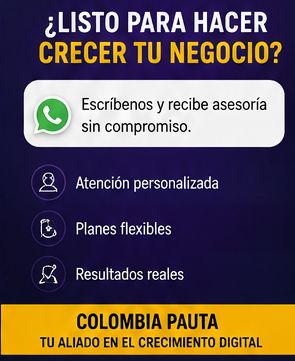 ¿LISTO PARA HACER
CRECER TU NEGOCIO?
Escríbenos y recibe asesoría
sin compromiso.
Atención personalizada
Planes flexibles
Resultados reales
COLOMBIA PAUTA
TU ALIADO EN EL CRECIMIENTO DIGITAL